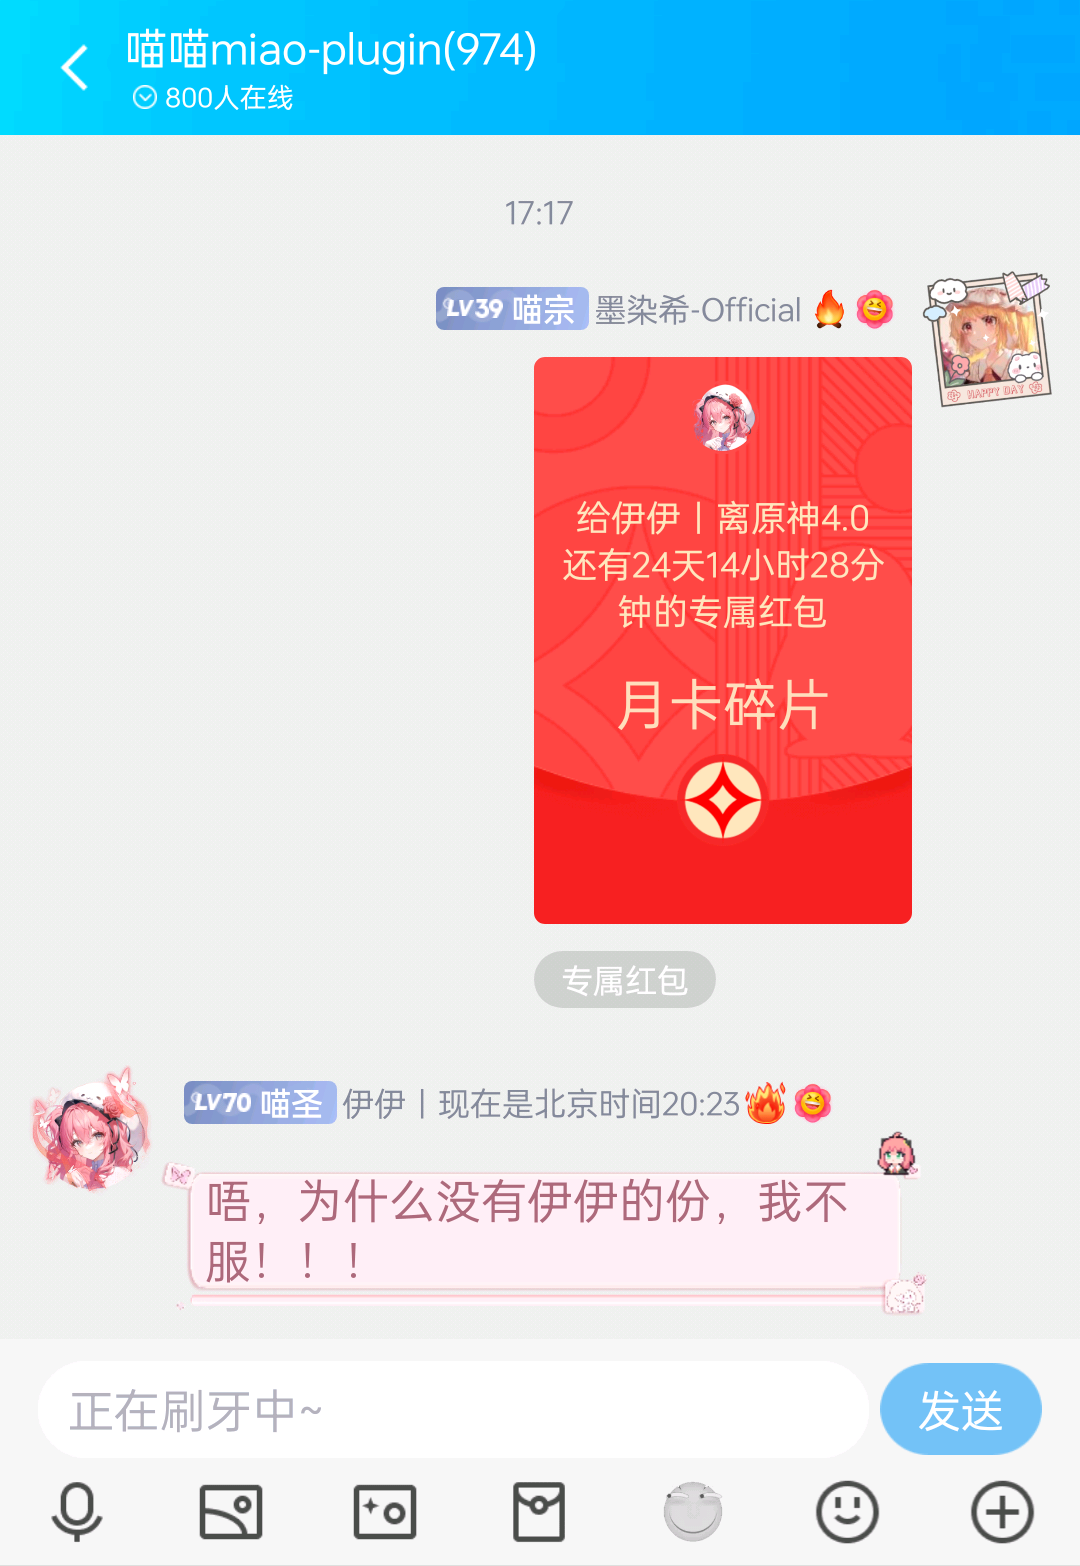 喵喵miao-plugin(974)
800人在线
17:17
LV39 喵宗 墨染希-Official
HAPPY DAY
给伊伊丨离原神4.0
还有24天14小时28分
钟的专属红包
月卡碎片
专属红包
LV70 喵圣 伊伊丨现在是北京时间20:23
唔，为什么没有伊伊的份，我不
服！！！
正在刷牙中~
发送